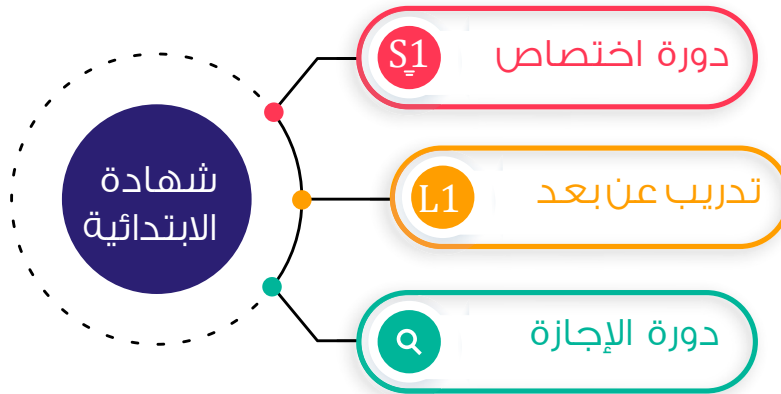 شهادة
الابتدائية
دورة اختصاص
S1
تدريب عن بعد
L1
دورة الإجازة